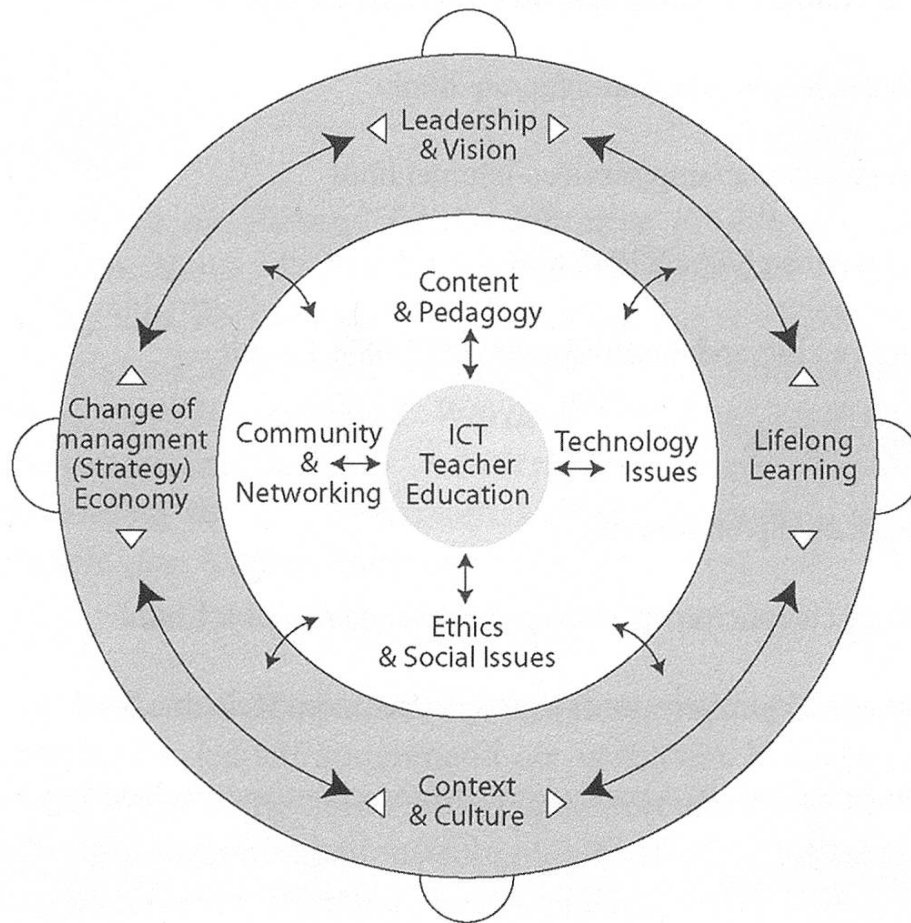 Leadership
& Vision
Content
& Pedagogy
Change of
managment
(Strategy)
Economy
Community
&
Networking
ICT
Teacher
Education
Technology
Issues
Lifelong
Learning
Ethics
& Social Issues
Context
& Culture